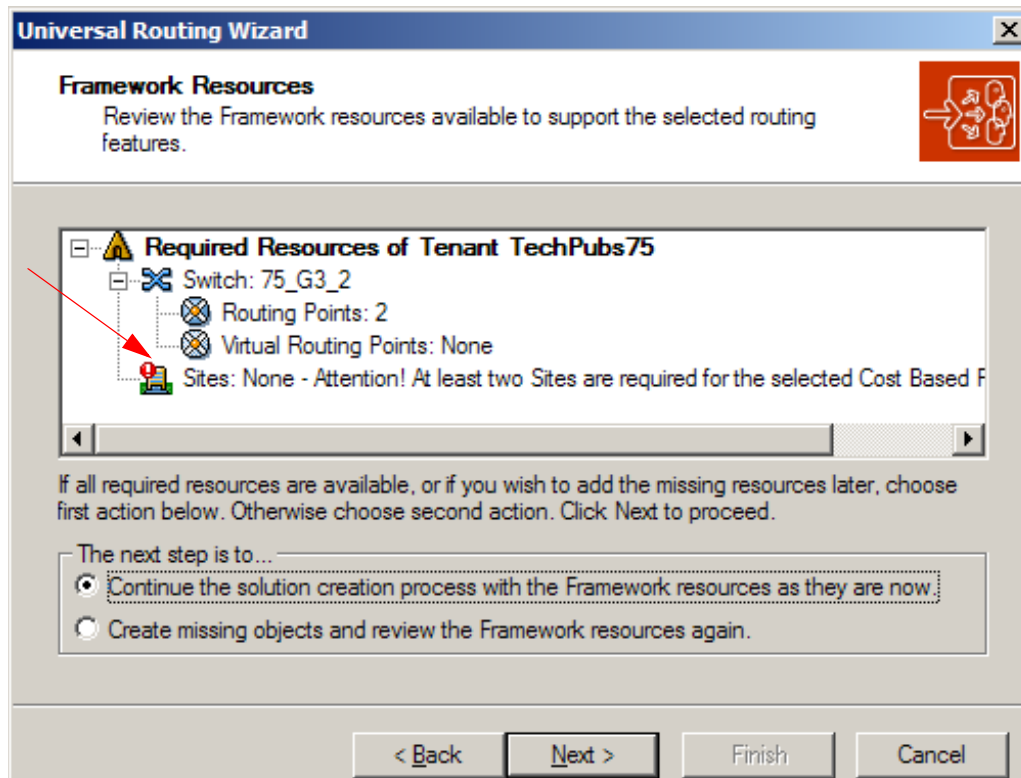 Universal Routing Wizard
Framework Resources
Review the Framework resources available to support the selected routing
features.
Required Resources of Tenant TechPubs75
Switch: 75_G3_2
Routing Points: 2
Virtual Routing Points: None
Sites: None - Attention! At least two Sites are required for the selected Cost Based
If all required resources are available, or if you wish to add the missing resources later, choose
first action below. Otherwise choose second action. Click Next to proceed.
The next step is to...
Continue the solution creation process with the Framework resources as they are now.
Create missing objects and review the Framework resources again.
< Back Next > Finish Cancel